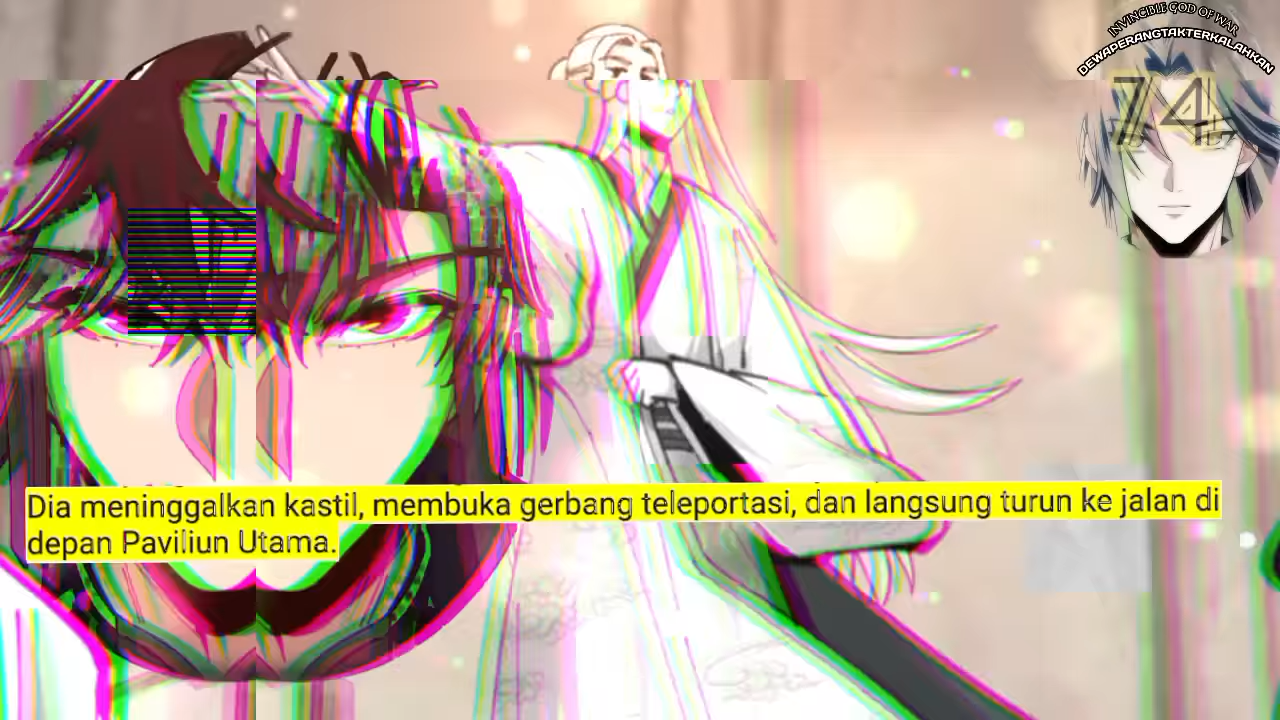 INVINCIBLE GOD OF WAR
DEWAPERANGTAKTERKALAHKAN
74
Dia meninggalkan kastil, membuka gerbang teleportasi, dan langsung turun ke jalan di
depan Paviliun Utama.